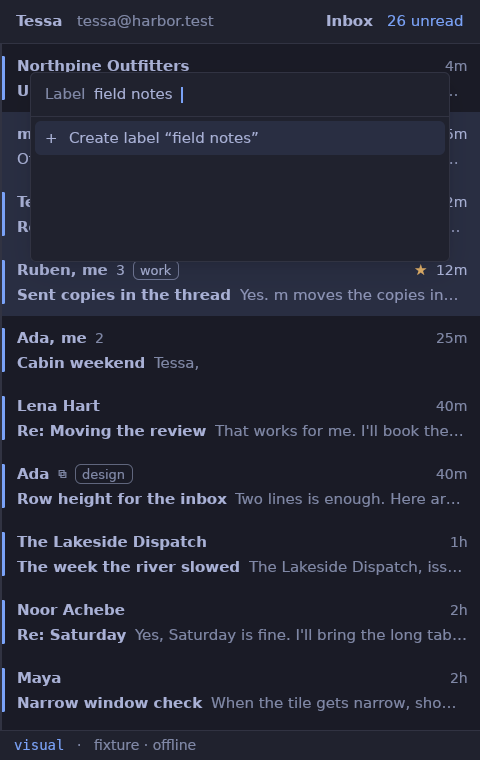 Tessa tessa@harbor.test Inbox 26 unread
Northpine Outfitters 4m
Label field notes
+ Create label “field notes”
Ruben, me 3 work ★ 12m
Sent copies in the thread Yes. m moves the copies in…
Ada, me 2 25m
Cabin weekend Tessa,
Lena Hart 40m
Re: Moving the review That works for me. I'll book the…
Ada design 40m
Row height for the inbox Two lines is enough. Here ar…
The Lakeside Dispatch 1h
The week the river slowed The Lakeside Dispatch, iss…
Noor Achebe 2h
Re: Saturday Yes, Saturday is fine. I'll bring the long tab…
Maya 2h
Narrow window check When the tile gets narrow, sho…
visual · fixture · offline